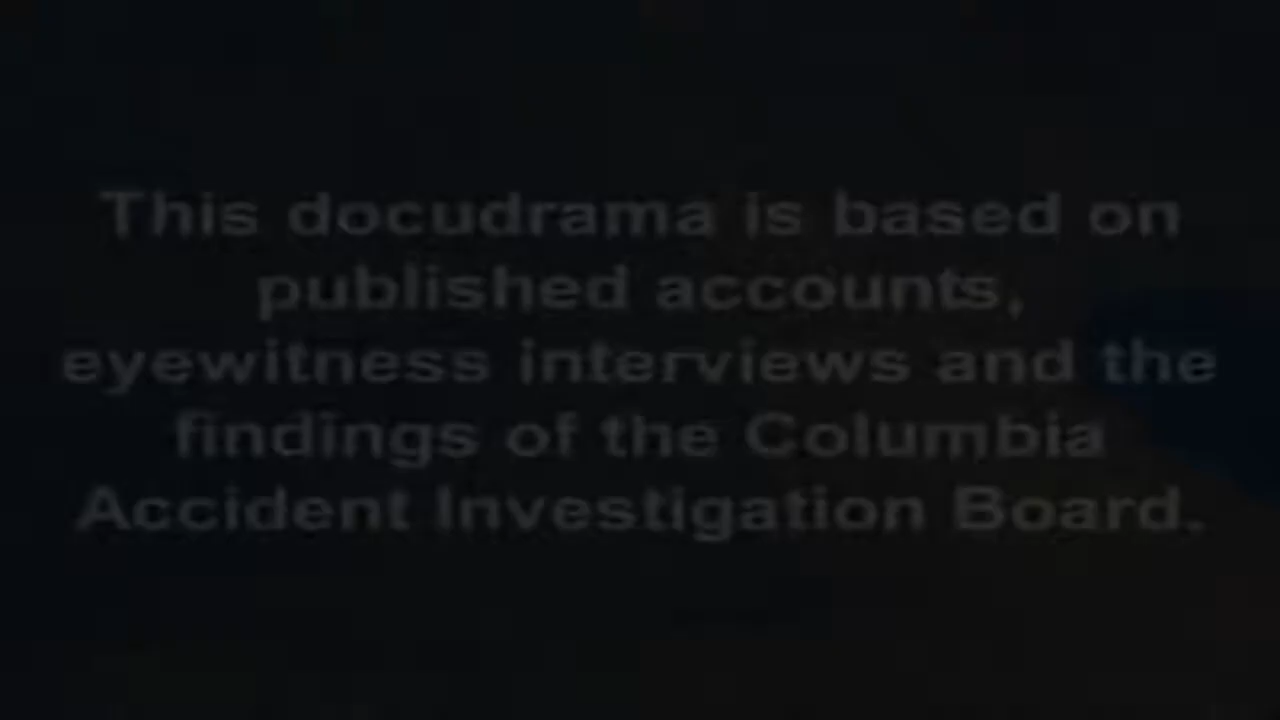 This docudrama is based on
published accounts,
eyewitness interviews and the
findings of the Columbia
Accident Investigation Board.